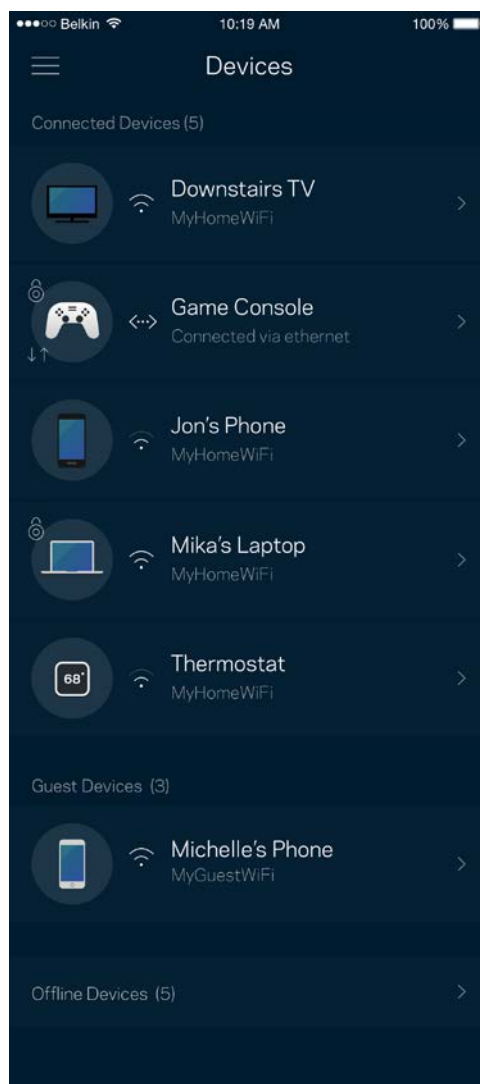 Belkin 10:19 AM 100%
Devices
Connected Devices (5)
Downstairs TV
MyHomeWiFi
Game Console
Connected via ethernet
Jon's Phone
MyHomeWiFi
Mika's Laptop
MyHomeWiFi
68°
Thermostat
MyHomeWiFi
Guest Devices (3)
Michelle's Phone
MyGuestWiFi
Offline Devices (5)